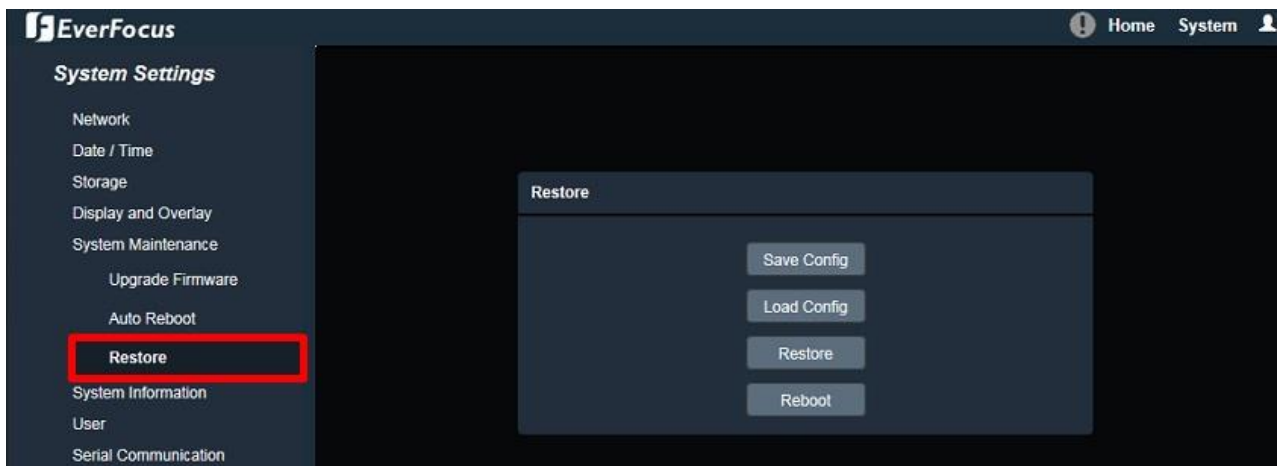 EverFocus
Home System
System Settings
Network
Date / Time
Storage
Display and Overlay
System Maintenance
Upgrade Firmware
Auto Reboot
Restore
System Information
User
Serial Communication
Restore
Save Config
Load Config
Restore
Reboot